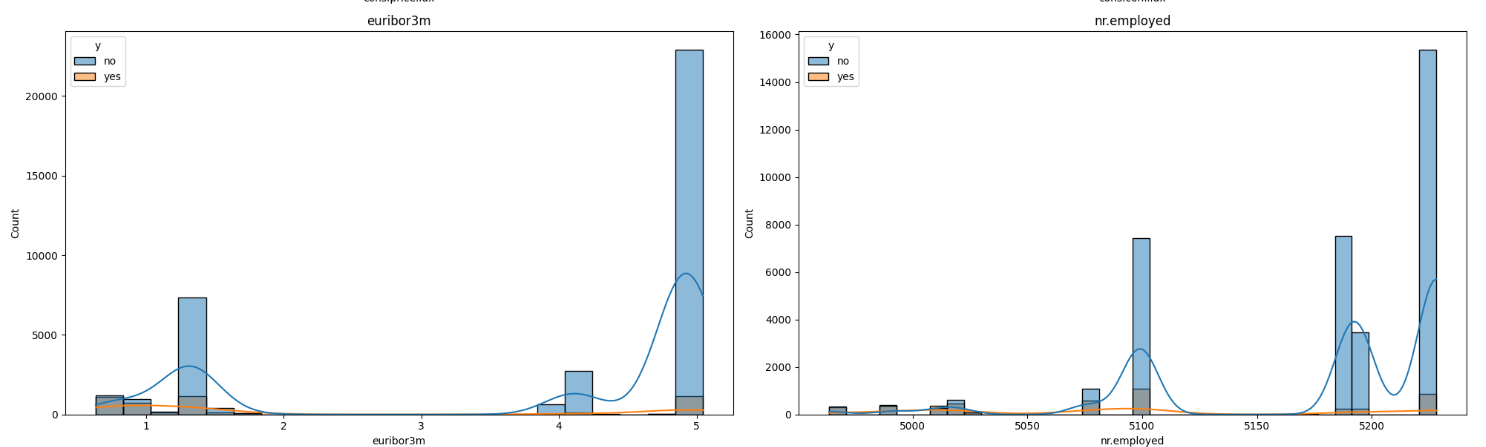 euribor3m
nr.employed
y
no
yes
20000
15000
10000
5000
0
Count
1
2
3
4
5
euribor3m
y
no
yes
16000
14000
12000
10000
8000
6000
4000
2000
0
Count
5000
5050
5100
5150
5200
nr.employed